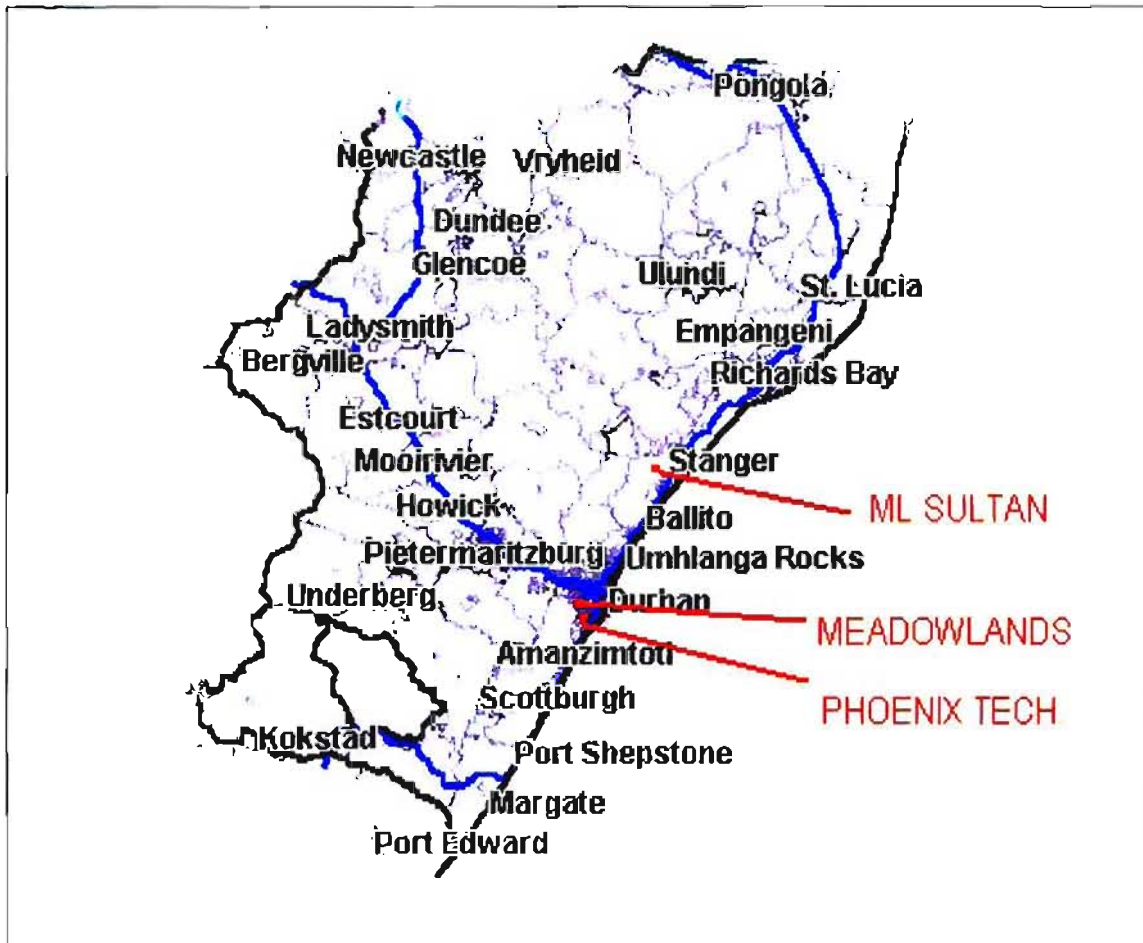 Pongola
Newcastle
Vryheid
Dundee
Glencoe
Ulundi
St. Lucia
Ladysmith
Empangeni
Bergville
Richards Bay
Estcourt
Mooirivier
Stanger
Howick
ML SULTAN
Ballito
Pietermaritzburg
Umhlanga Rocks
Underberg
Durban
MEADOWLANDS
Amanzimtoti
Scottburgh
PHOENIX TECH
Kokstad
Port Shepstone
Margate
Port Edward